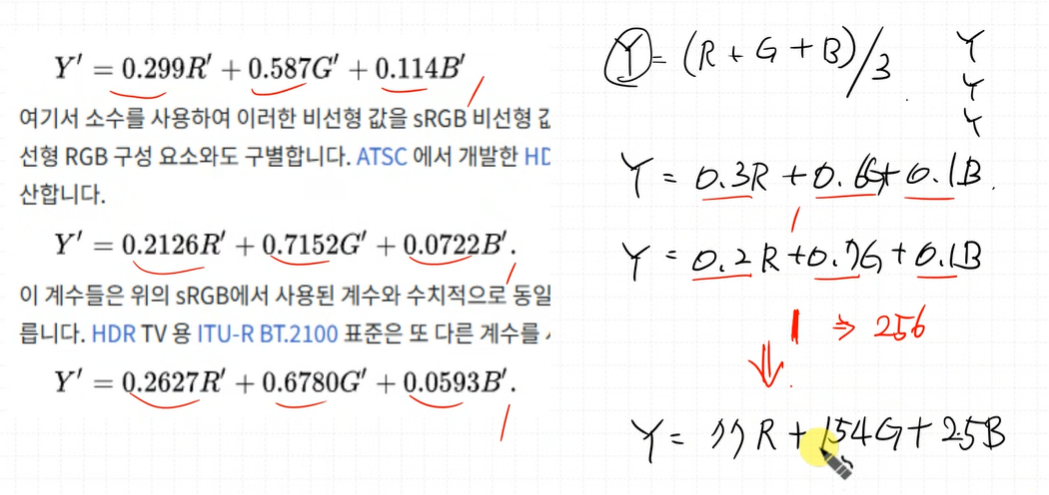 Y′ = 0.299R′ + 0.587G′ + 0.114B′
여기서 소수를 사용하여 이러한 비선형 값을 sRGB 비선형 값
선형 RGB 구성 요소와도 구별합니다. ATSC 에서 개발한 HD
산합니다.
Y′ = 0.2126R′ + 0.7152G′ + 0.0722B′.
이 계수들은 위의 sRGB에서 사용된 계수와 수치적으로 동일
릅니다. HDR TV 용 ITU-R BT.2100 표준은 또 다른 계수를
Y′ = 0.2627R′ + 0.6780G′ + 0.0593B′.
Y = (R + G + B)/3
Y
Y
Y
Y = 0.3R + 0.6G + 0.1B.
1
Y = 0.2R + 0.7G + 0.1B
1 ⇒ 256
⇓
Y = 77R + 154G + 25B